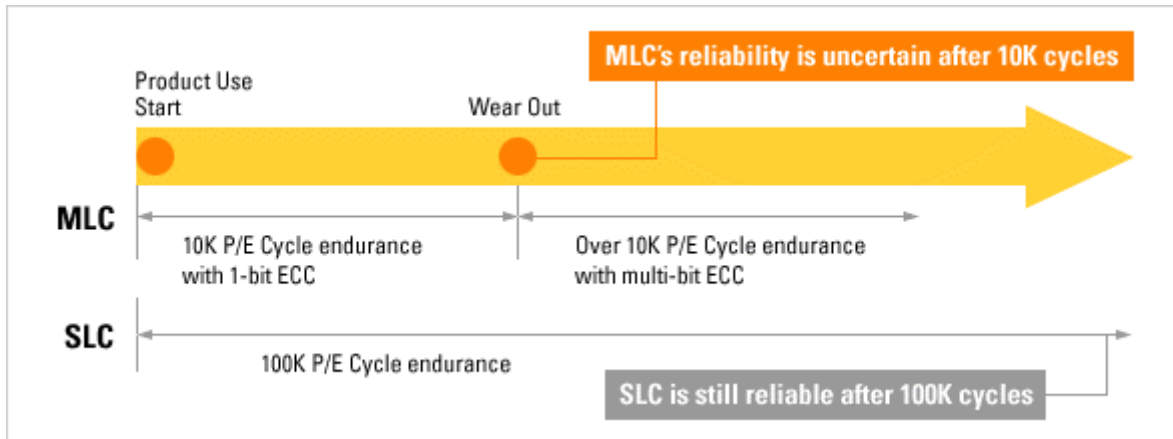 MLC's reliability is uncertain after 10K cycles
Product Use
Start
Wear Out
MLC
10K P/E Cycle endurance
with 1-bit ECC
Over 10K P/E Cycle endurance
with multi-bit ECC
SLC
100K P/E Cycle endurance
SLC is still reliable after 100K cycles